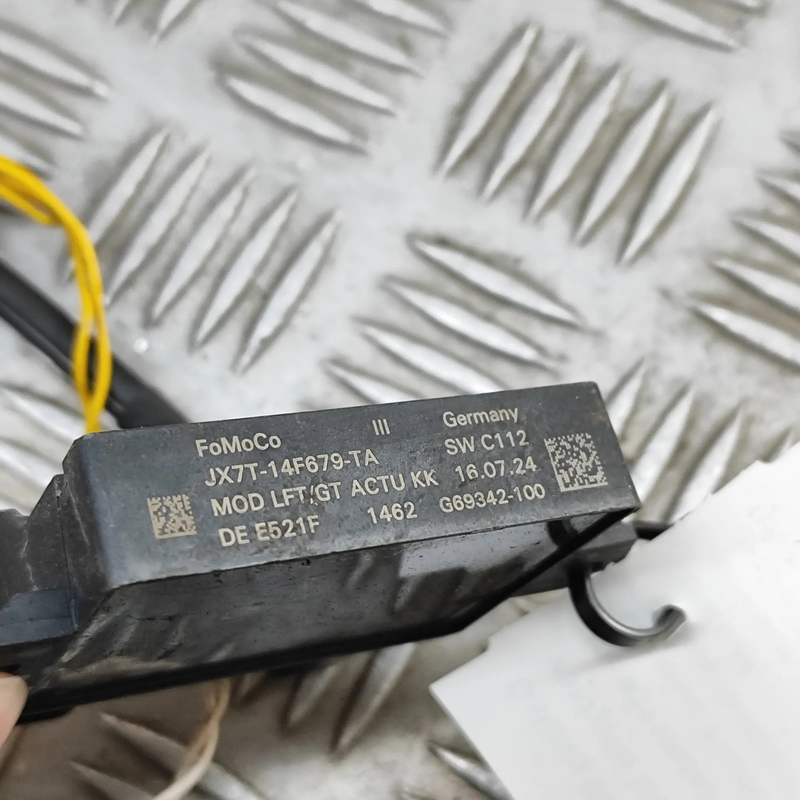 FoMoCo III Germany
JX7T-14F679-TA SW C112
MOD LFT/GT ACTU KK 16.07.24
DE E521F 1462 G69342-100